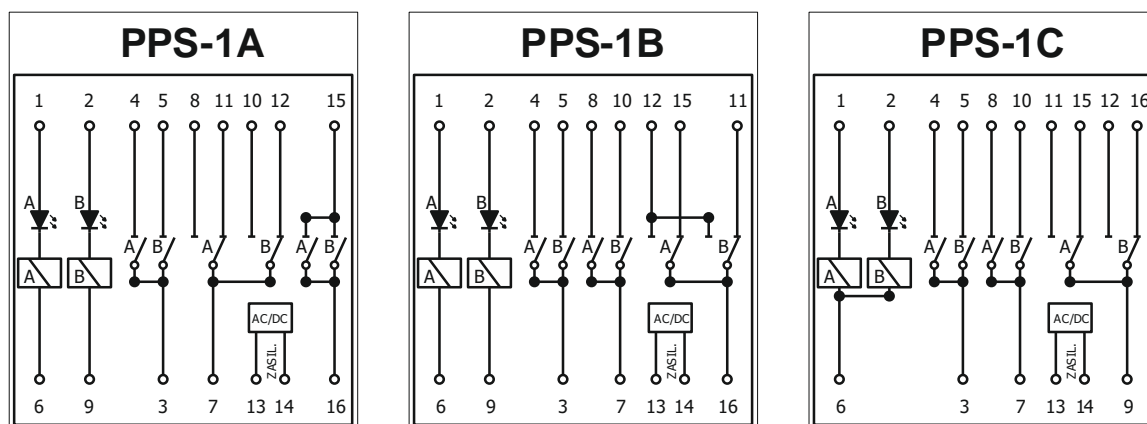 PPS-1A
PPS-1B
PPS-1C
1 2 4 5 8 11 10 12 15
1 2 4 5 8 10 12 15 11
1 2 4 5 8 10 11 15 12 16
A B
A B
A B
A B A B A B
A B A B A B
A B A B A B
A B
A B
A B
AC/DC
AC/DC
AC/DC
ZASIL.
ZASIL.
ZASIL.
6 9 3 7 13 14 16
6 9 3 7 13 14 16
6 3 7 13 14 9